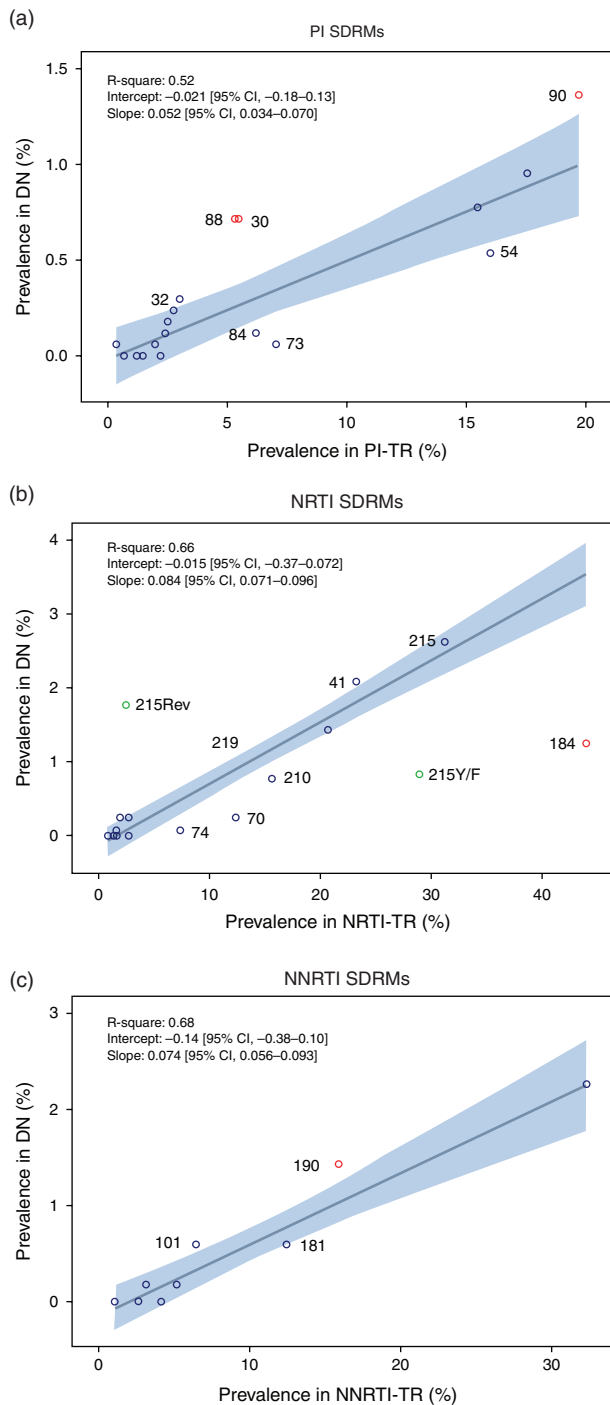 (a)
PI SDRMs
R-square: 0.52
Intercept: –0.021 [95% CI, –0.18–0.13]
Slope: 0.052 [95% CI, 0.034–0.070]
90
88
30
54
32
84
73
1.5
1.0
0.5
0.0
Prevalence in DN (%)
0 5 10 15 20
Prevalence in PI-TR (%)
(b)
NRTI SDRMs
R-square: 0.66
Intercept: –0.015 [95% CI, –0.37–0.072]
Slope: 0.084 [95% CI, 0.071–0.096]
215
41
215Rev
219
184
210
215Y/F
74
70
4
3
2
1
0
Prevalence in DN (%)
0 10 20 30 40
Prevalence in NRTI-TR (%)
(c)
NNRTI SDRMs
R-square: 0.68
Intercept: –0.14 [95% CI, –0.38–0.10]
Slope: 0.074 [95% CI, 0.056–0.093]
190
101
181
3
2
1
0
Prevalence in DN (%)
0 10 20 30
Prevalence in NNRTI-TR (%)